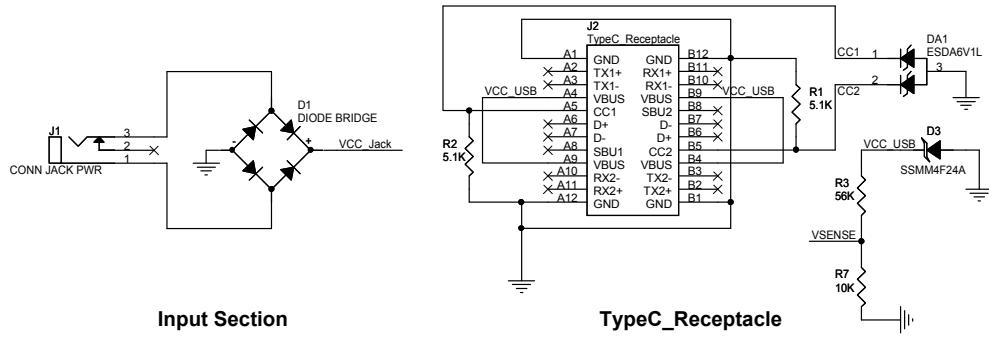 J1
3
2
1
CONN JACK PWR
D1
DIODE BRIDGE
-
+
VCC_Jack
Input Section
J2
TypeC_Receptacle
A1 GND GND B12
A2 TX1+ RX1+ B11
A3 TX1- RX1- B10
VCC_USB A4 VBUS VBUS B9 VCC_USB
A5 CC1 SBU2 B8
A6 D+ D- B7
A7 D- D+ B6
A8 SBU1 CC2 B5
A9 VBUS VBUS B4
A10 RX2- TX2- B3
A11 RX2+ TX2+ B2
A12 GND GND B1
R2
5.1K
R1
5.1K
CC1 1
CC2 2
3
DA1
ESDA6V1L
VCC_USB
D3
SSMM4F24A
R3
56K
VSENSE
R7
10K
TypeC_Receptacle